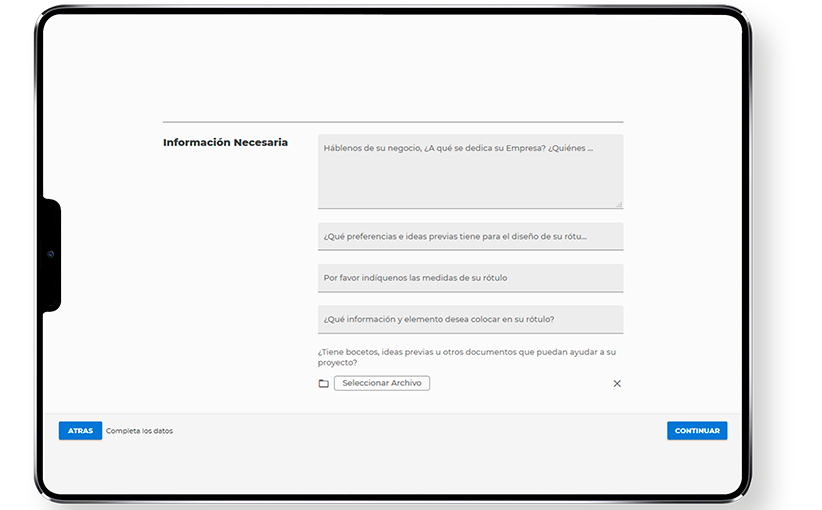 Información Necesaria
Háblenos de su negocio, ¿A qué se dedica su Empresa? ¿Quiénes ...
¿Qué preferencias e ideas previas tiene para el diseño de su rótu...
Por favor indíquenos las medidas de su rótulo
¿Qué información y elemento desea colocar en su rótulo?
¿Tiene bocetos, ideas previas u otros documentos que puedan ayudar a su
proyecto?
Seleccionar Archivo
ATRAS Completa los datos
CONTINUAR